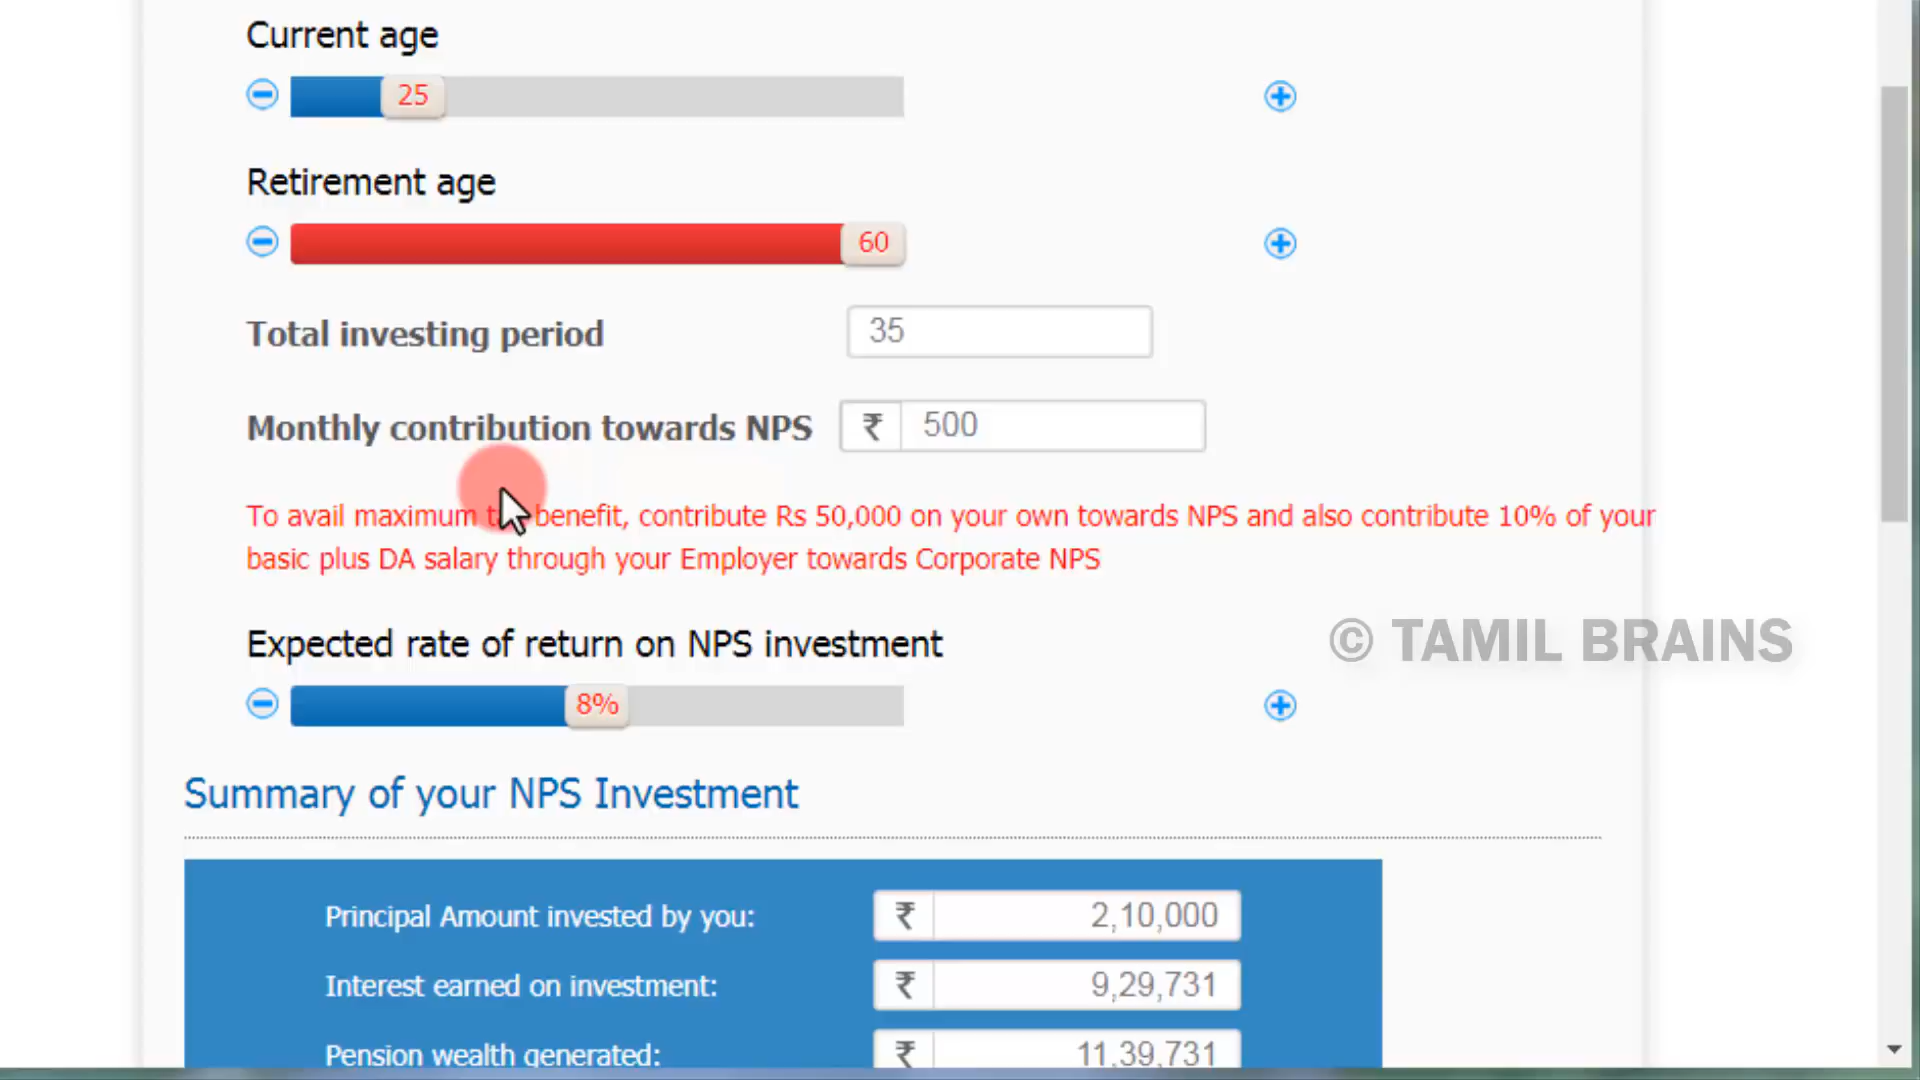 Current age
25
Retirement age
60
Total investing period 35
Monthly contribution towards NPS ₹ 500
To avail maximum benefit, contribute Rs 50,000 on your own towards NPS and also contribute 10% of your
basic plus DA salary through your Employer towards Corporate NPS
© TAMIL BRAINS
Expected rate of return on NPS investment
8%
Summary of your NPS Investment
Principal Amount invested by you: ₹ 2,10,000
Interest earned on investment: ₹ 9,29,731
Pension wealth generated: ₹ 11,39,731